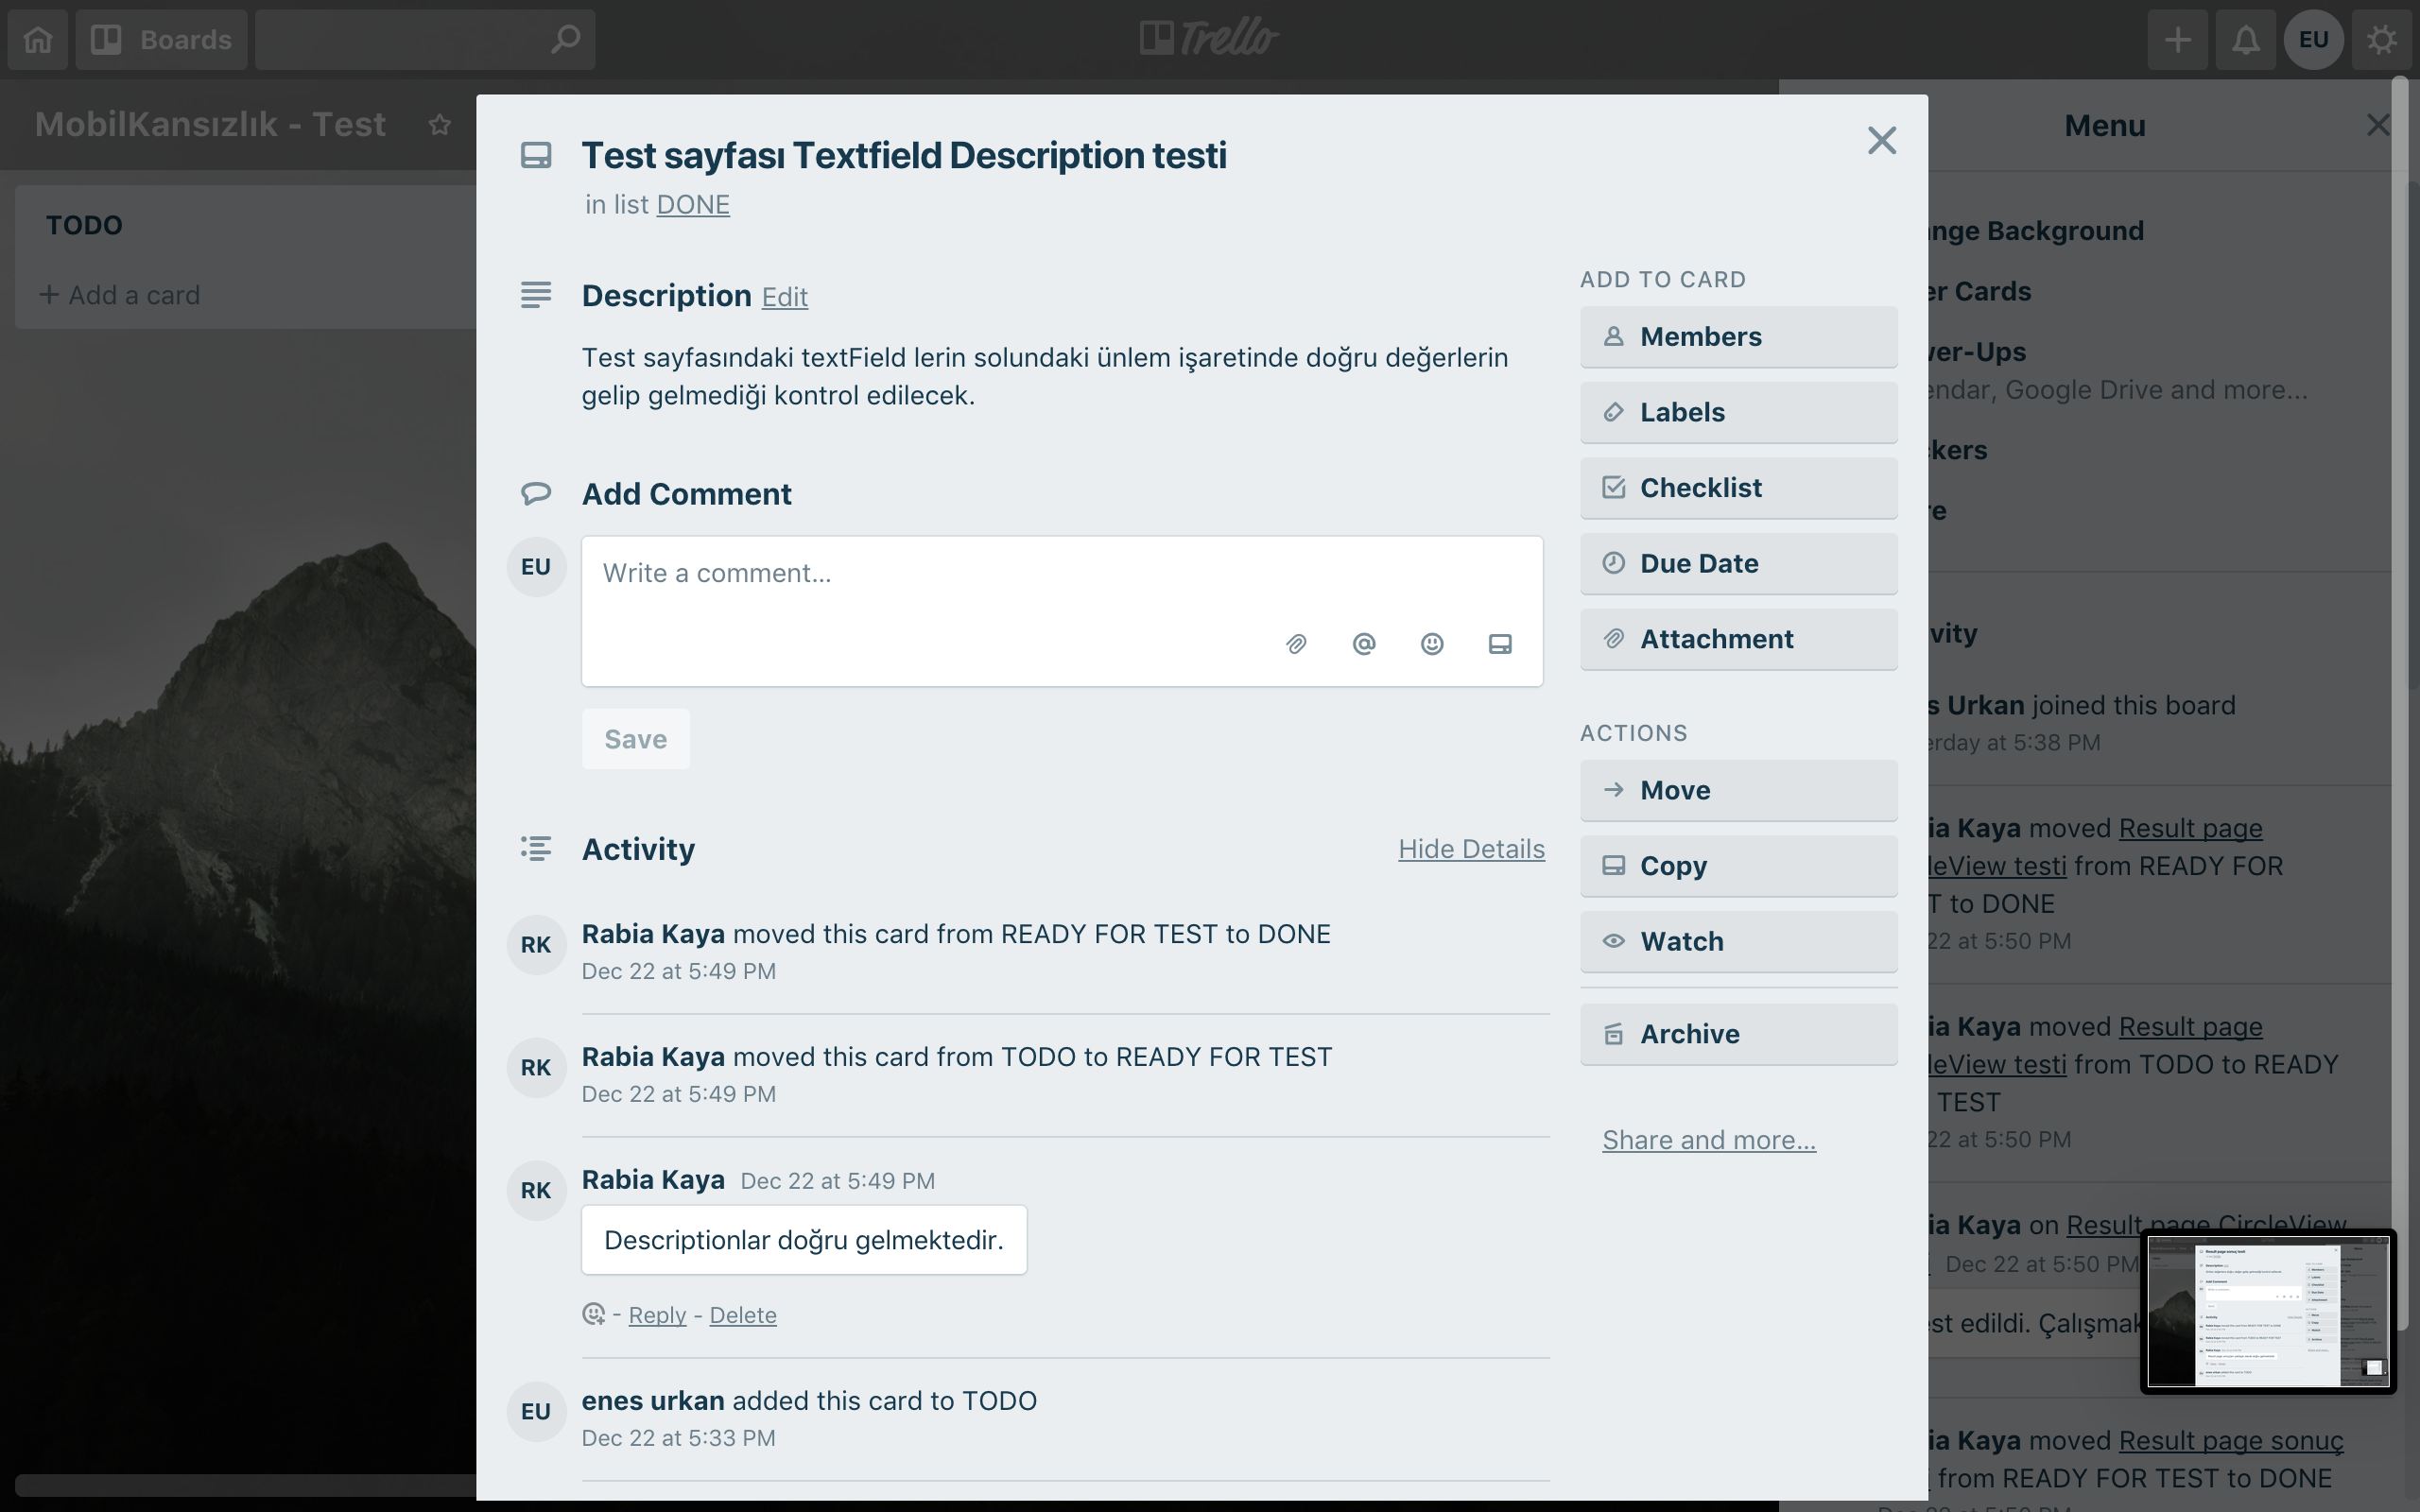 Boards
Trello
EU
MobilKansızlık - Test
TODO
+ Add a card
Test sayfası Textfield Description testi
in list DONE
Description Edit
Test sayfasındaki textField lerin solundaki ünlem işaretinde doğru değerlerin
gelip gelmediği kontrol edilecek.
Add Comment
EU
Write a comment...
@
Save
Activity
Hide Details
RK
Rabia Kaya moved this card from READY FOR TEST to DONE
Dec 22 at 5:49 PM
RK
Rabia Kaya moved this card from TODO to READY FOR TEST
Dec 22 at 5:49 PM
RK
Rabia Kaya Dec 22 at 5:49 PM
Descriptionlar doğru gelmektedir.
- Reply - Delete
EU
enes urkan added this card to TODO
Dec 22 at 5:33 PM
ADD TO CARD
Members
Labels
Checklist
Due Date
Attachment
ACTIONS
Move
Copy
Watch
Archive
Share and more...
Menu
nge Background
er Cards
er-Ups
endar, Google Drive and more...
kers
re
vity
s Urkan joined this board
erday at 5:38 PM
ia Kaya moved Result page
leView testi from READY FOR
T to DONE
22 at 5:50 PM
ia Kaya moved Result page
leView testi from TODO to READY
TEST
22 at 5:50 PM
ia Kaya on Result page CircleView
Dec 22 at 5:50 PM
st edildi. Çalışmak
ia Kaya moved Result page sonuç
from READY FOR TEST to DONE